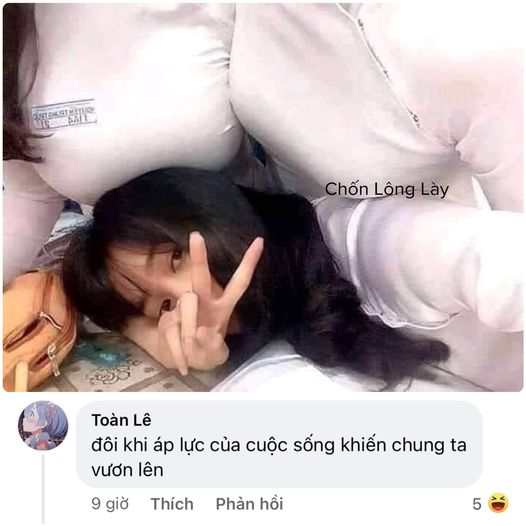 Chốn Lông Lày
Toàn Lê
đôi khi áp lực của cuộc sống khiến chung ta
vươn lên
9 giờ Thích Phản hồi 5